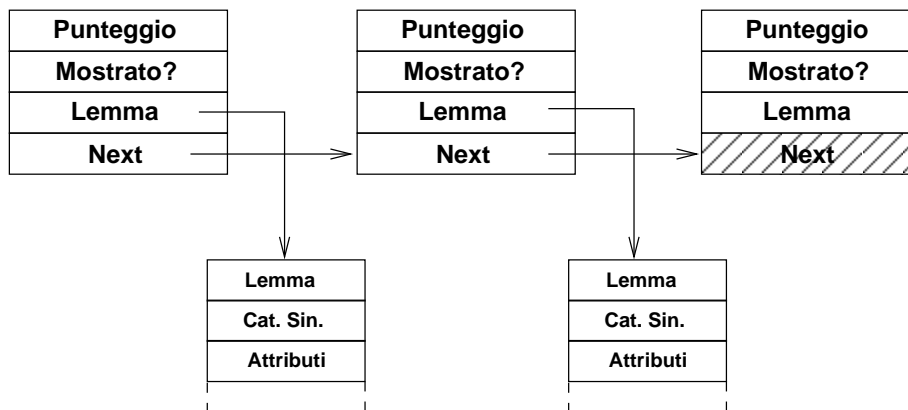 Punteggio
Mostrato?
Lemma
Next
Punteggio
Mostrato?
Lemma
Next
Punteggio
Mostrato?
Lemma
Next
Lemma
Cat. Sin.
Attributi
Lemma
Cat. Sin.
Attributi